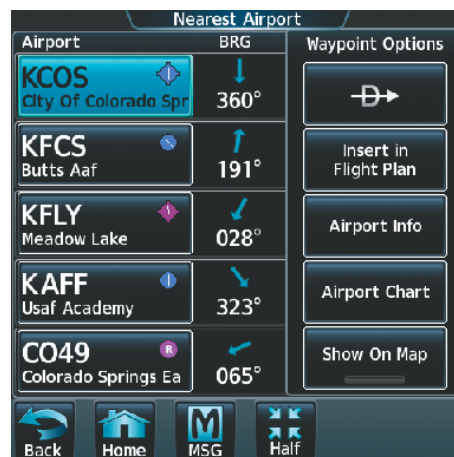 Nearest Airport
Airport BRG Waypoint Options
KCOS
City Of Colorado Spr 360°
D
KFCS
Butts Aaf 191°
Insert in
Flight Plan
KFLY
Meadow Lake 028°
Airport Info
KAFF
Usaf Academy 323°
Airport Chart
CO49 R
Colorado Springs Ea 065°
Show On Map
Back Home M MSG Half